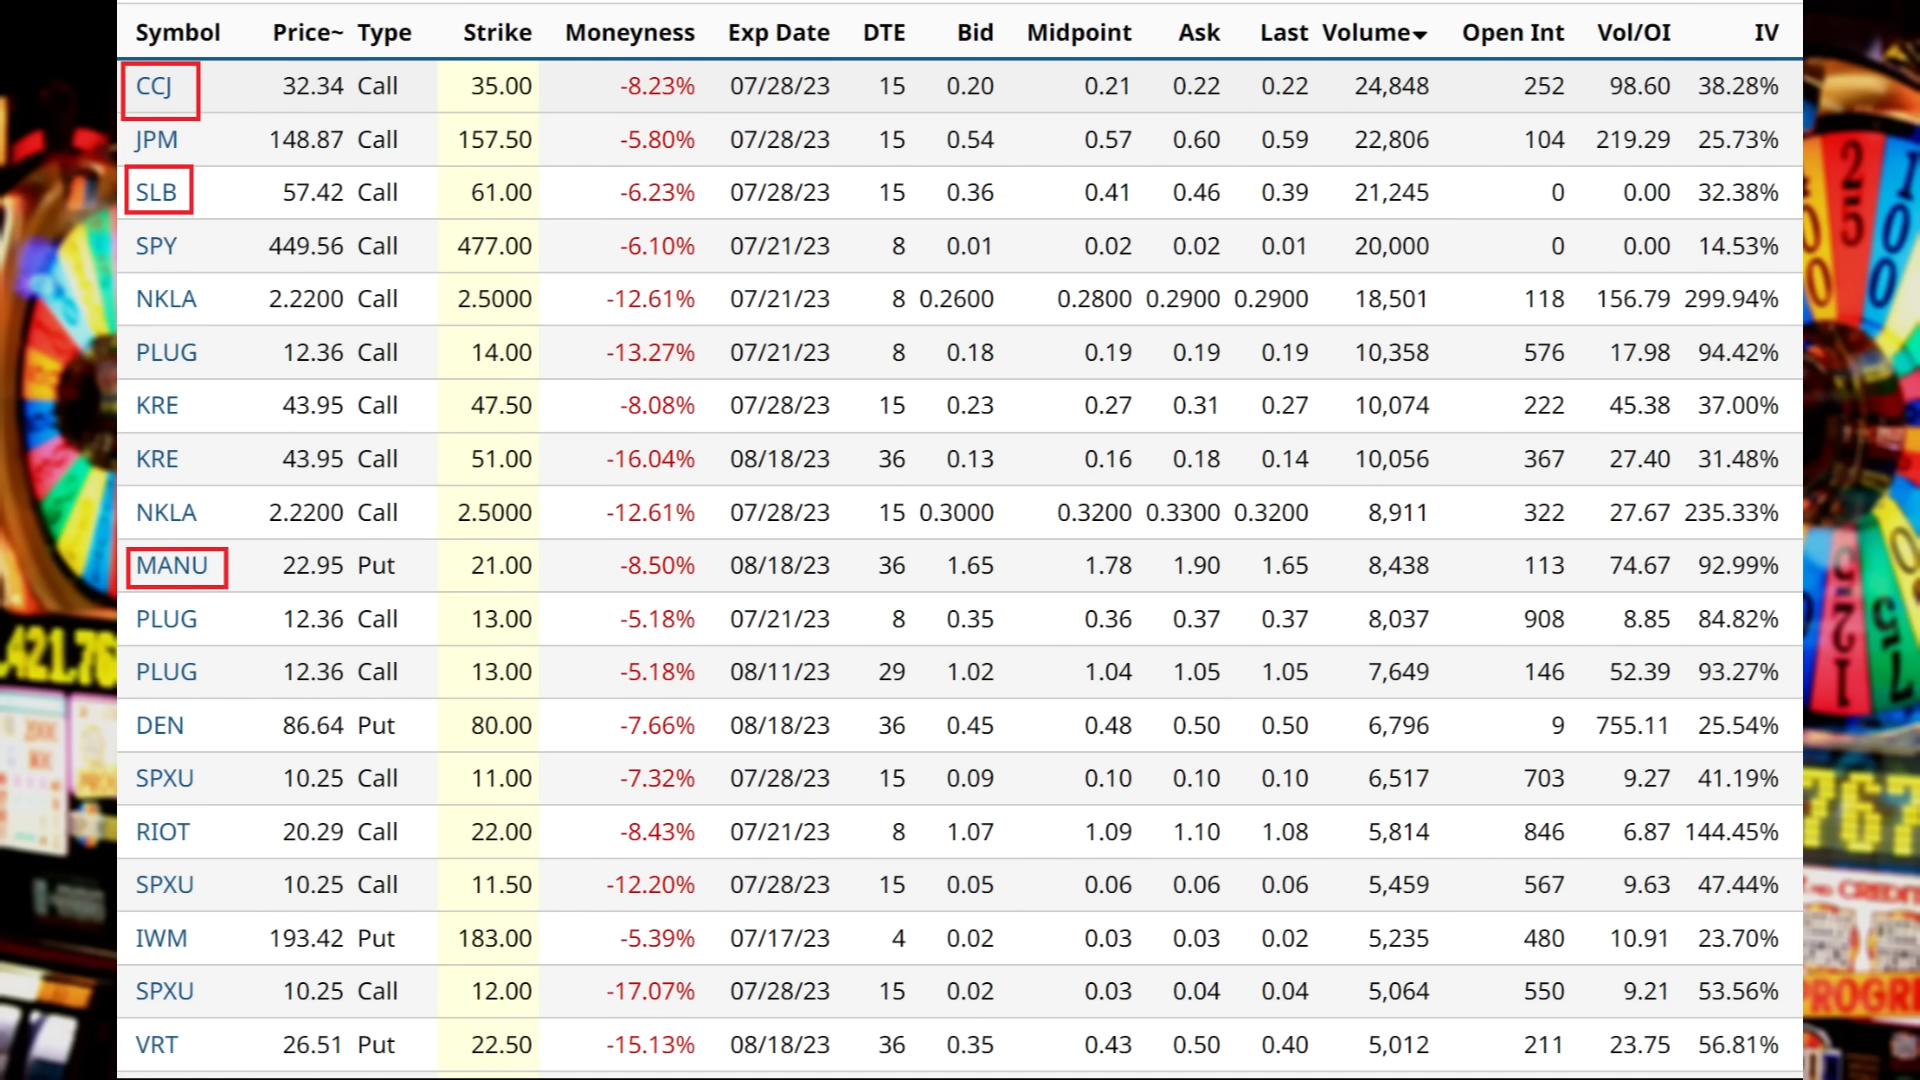 Symbol Price~ Type Strike Moneyness Exp Date DTE Bid Midpoint Ask Last Volume Open Int Vol/OI IV
CCJ 32.34 Call 35.00 -8.23% 07/28/23 15 0.20 0.21 0.22 0.22 24,848 252 98.60 38.28%
JPM 148.87 Call 157.50 -5.80% 07/28/23 15 0.54 0.57 0.60 0.59 22,806 104 219.29 25.73%
SLB 57.42 Call 61.00 -6.23% 07/28/23 15 0.36 0.41 0.46 0.39 21,245 0 0.00 32.38%
SPY 449.56 Call 477.00 -6.10% 07/21/23 8 0.01 0.02 0.02 0.01 20,000 0 0.00 14.53%
NKLA 2.2200 Call 2.5000 -12.61% 07/21/23 8 0.2600 0.2800 0.2900 0.2900 18,501 118 156.79 299.94%
PLUG 12.36 Call 14.00 -13.27% 07/21/23 8 0.18 0.19 0.19 0.19 10,358 576 17.98 94.42%
KRE 43.95 Call 47.50 -8.08% 07/28/23 15 0.23 0.27 0.31 0.27 10,074 222 45.38 37.00%
KRE 43.95 Call 51.00 -16.04% 08/18/23 36 0.13 0.16 0.18 0.14 10,056 367 27.40 31.48%
NKLA 2.2200 Call 2.5000 -12.61% 07/28/23 15 0.3000 0.3200 0.3300 0.3200 8,911 322 27.67 235.33%
MANU 22.95 Put 21.00 -8.50% 08/18/23 36 1.65 1.78 1.90 1.65 8,438 113 74.67 92.99%
PLUG 12.36 Call 13.00 -5.18% 07/21/23 8 0.35 0.36 0.37 0.37 8,037 908 8.85 84.82%
PLUG 12.36 Call 13.00 -5.18% 08/11/23 29 1.02 1.04 1.05 1.05 7,649 146 52.39 93.27%
DEN 86.64 Put 80.00 -7.66% 08/18/23 36 0.45 0.48 0.50 0.50 6,796 9 755.11 25.54%
SPXU 10.25 Call 11.00 -7.32% 07/28/23 15 0.09 0.10 0.10 0.10 6,517 703 9.27 41.19%
RIOT 20.29 Call 22.00 -8.43% 07/21/23 8 1.07 1.09 1.10 1.08 5,814 846 6.87 144.45%
SPXU 10.25 Call 11.50 -12.20% 07/28/23 15 0.05 0.06 0.06 0.06 5,459 567 9.63 47.44%
IWM 193.42 Put 183.00 -5.39% 07/17/23 4 0.02 0.03 0.03 0.02 5,235 480 10.91 23.70%
SPXU 10.25 Call 12.00 -17.07% 07/28/23 15 0.02 0.03 0.04 0.04 5,064 550 9.21 53.56%
VRT 26.51 Put 22.50 -15.13% 08/18/23 36 0.35 0.43 0.50 0.40 5,012 211 23.75 56.81%